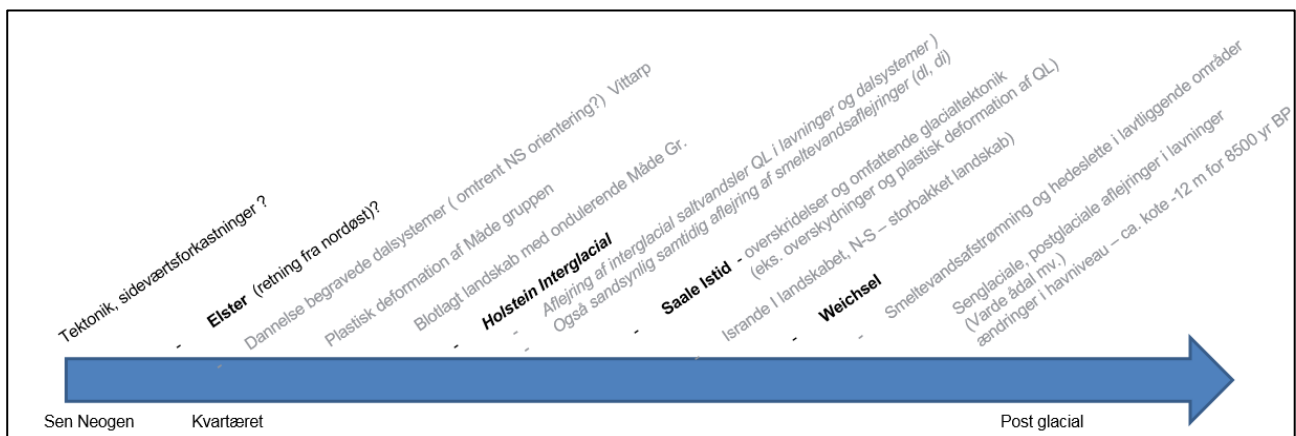 Tektonik, sideværtsforkastninger ?
- Elster (retning fra nordøst)?
- Dannelse begravede dalsystemer ( omtrent NS orientering?) Vittarp
Plastisk deformation af Måde gruppen
Blotlagt landskab med ondulerende Måde Gr.
- Holstein Interglacial
- Aflejring af interglacial saltvandsler QL i lavninger og dalsystemer )
- Også sandsynlig samtidig aflejring af smeltevandsaflejringer (dl, di)
- Saale Istid - overskridelser og omfattende glacialtektonik
(eks. overskydninger og plastisk deformation af QL)
- Isrande I landskabet, N-S – storbakket landskab)
- Weichsel
- Smeltevandsafstrømning og hedeslette i lavtliggende områder
Senglaciale, postglaciale aflejringer i lavninger
(Varde ådal mv.)
ændringer i havniveau – ca. kote -12 m for 8500 yr BP
Sen Neogen
Kvartæret
Post glacial